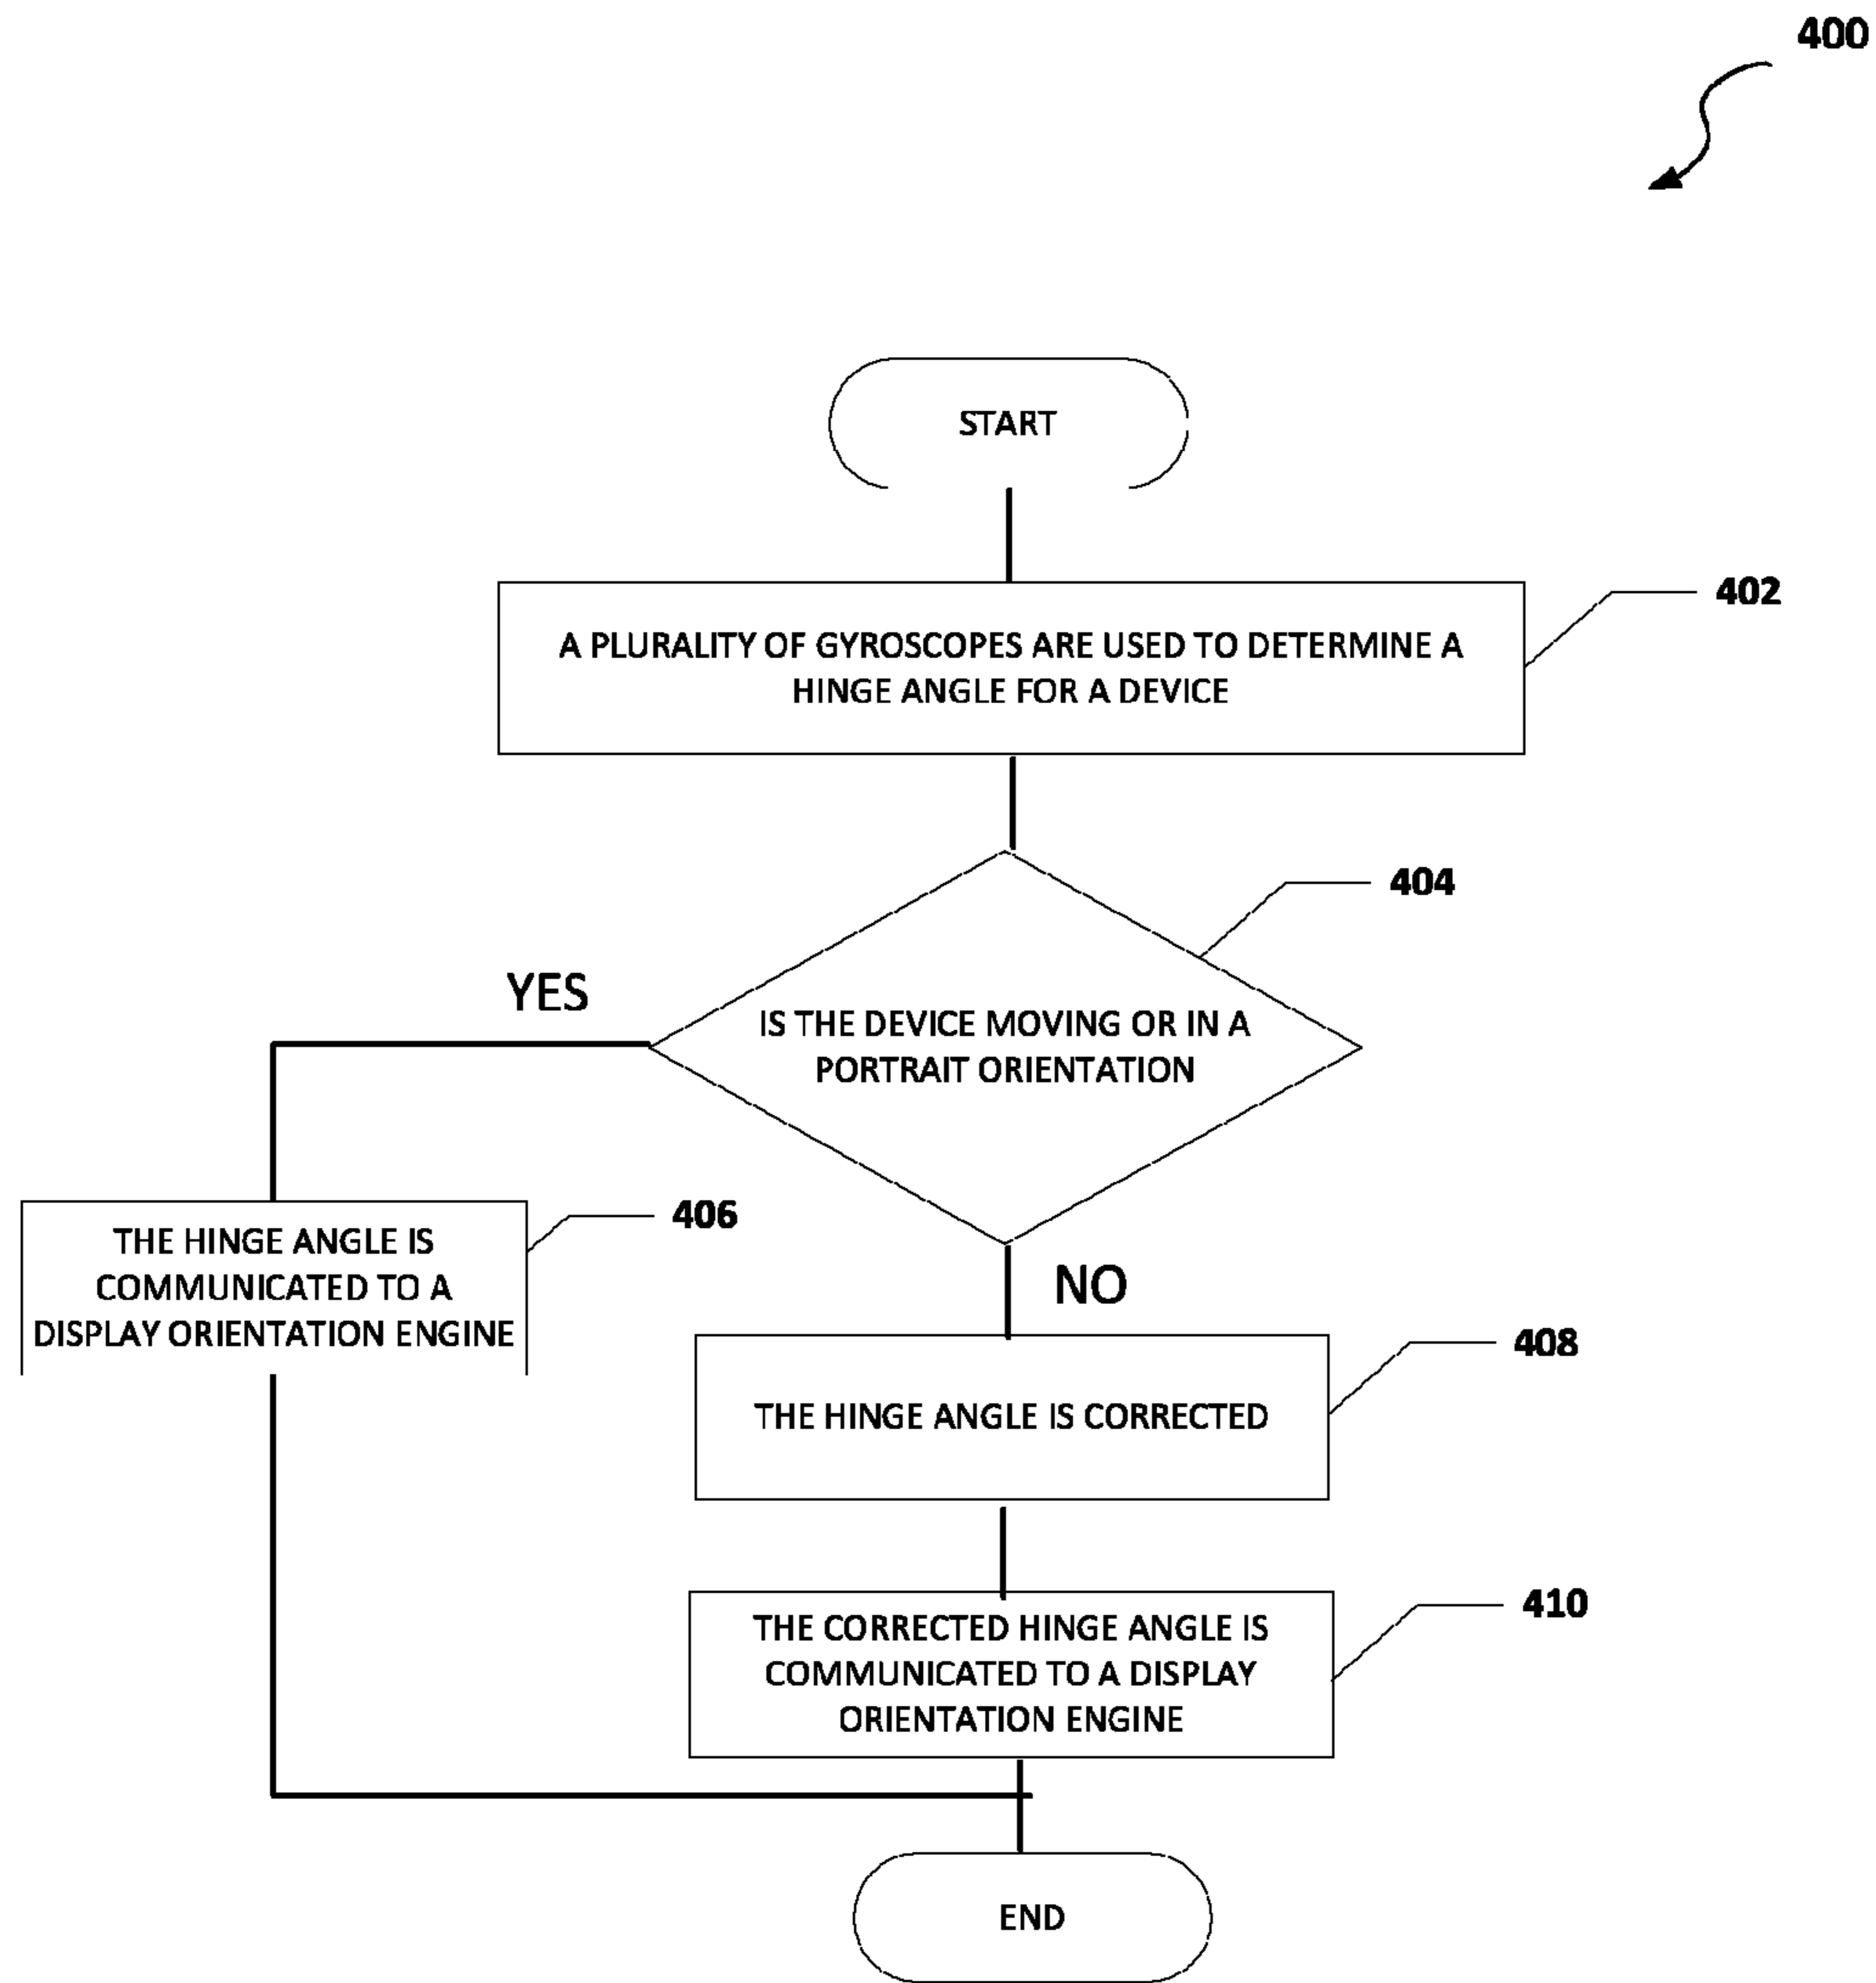 400
START
402
A PLURALITY OF GYROSCOPES ARE USED TO DETERMINE A
HINGE ANGLE FOR A DEVICE
404
YES
IS THE DEVICE MOVING OR IN A
PORTRAIT ORIENTATION
406
THE HINGE ANGLE IS
COMMUNICATED TO A
DISPLAY ORIENTATION ENGINE
NO
408
THE HINGE ANGLE IS CORRECTED
410
THE CORRECTED HINGE ANGLE IS
COMMUNICATED TO A DISPLAY
ORIENTATION ENGINE
END